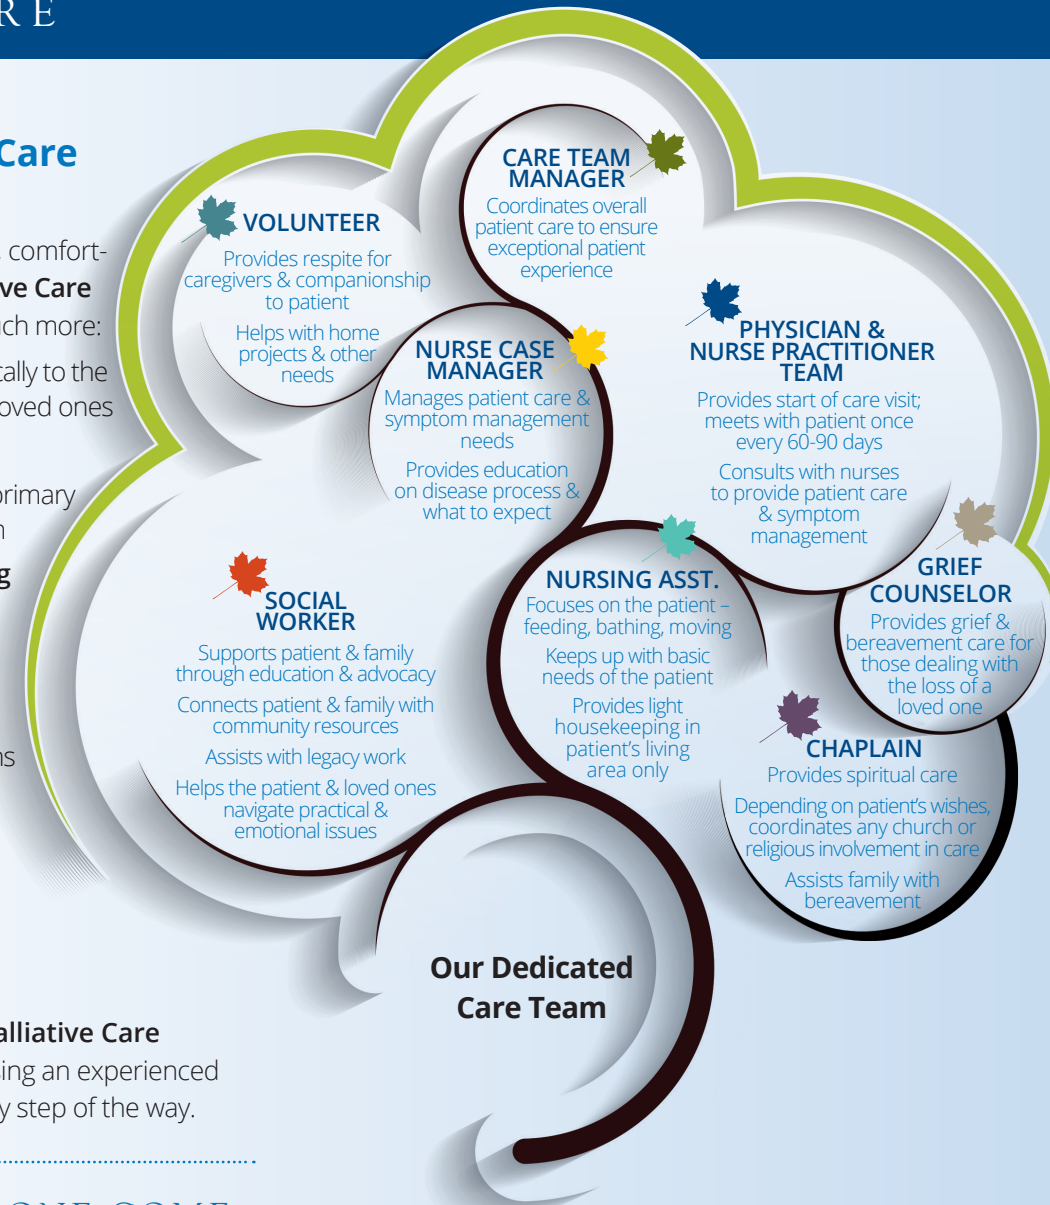 RE
Care
comfort-
ve Care
uch more:
cally to the
oved ones
primary
n
g
ns
alliative Care
sing an experienced
y step of the way.
ONE COME
CARE TEAM
MANAGER
Coordinates overall
patient care to ensure
exceptional patient
experience
VOLUNTEER
Provides respite for
caregivers & companionship
to patient
Helps with home
projects & other
needs
NURSE CASE
MANAGER
Manages patient care &
symptom management
needs
Provides education
on disease process &
what to expect
PHYSICIAN &
NURSE PRACTITIONER
TEAM
Provides start of care visit;
meets with patient once
every 60-90 days
Consults with nurses
to provide patient care
& symptom
management
SOCIAL
WORKER
Supports patient & family
through education & advocacy
Connects patient & family with
community resources
Assists with legacy work
Helps the patient & loved ones
navigate practical &
emotional issues
NURSING ASST.
Focuses on the patient –
feeding, bathing, moving
Keeps up with basic
needs of the patient
Provides light
housekeeping in
patient's living
area only
GRIEF
COUNSELOR
Provides grief &
bereavement care for
those dealing with
the loss of a
loved one
CHAPLAIN
Provides spiritual care
Depending on patient's wishes,
coordinates any church or
religious involvement in care
Assists family with
bereavement
Our Dedicated
Care Team